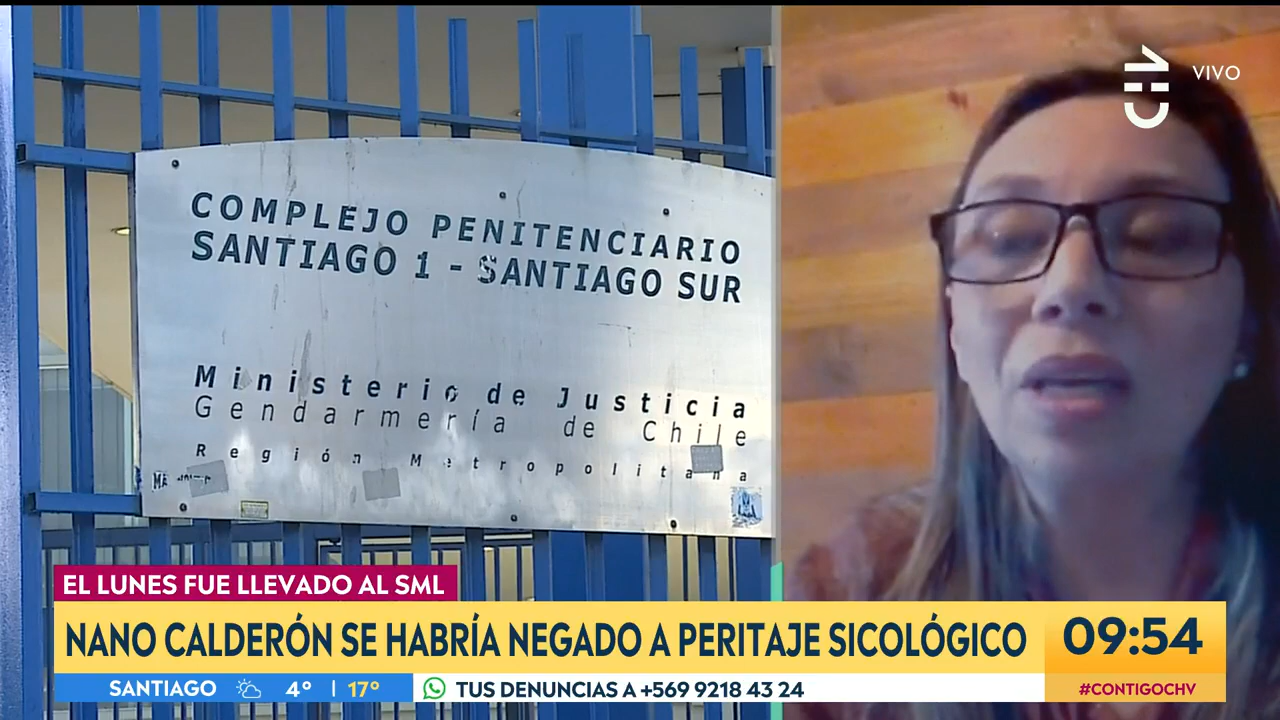 COMPLEJO PENITENCIARIO
SANTIAGO 1 - SANTIAGO SUR
Ministerio de Justicia
Gendarmería de Chile
Región Metropolitana
CHV
VIVO
EL LUNES FUE LLEVADO AL SML
NANO CALDERÓN SE HABRÍA NEGADO A PERITAJE SICOLÓGICO
09:54
SANTIAGO 4° | 17°
TUS DENUNCIAS A +569 9218 43 24
#CONTIGOCHV